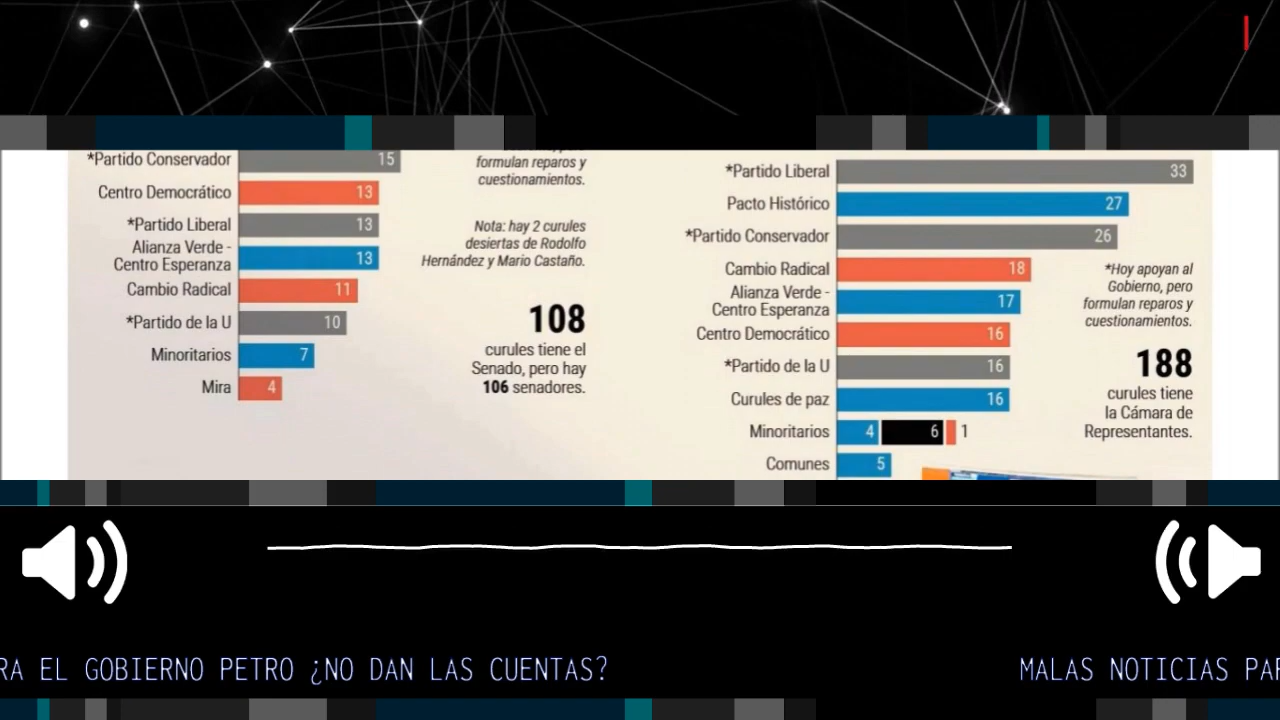 *Partido Conservador 15
Centro Democrático 13
*Partido Liberal 13
Alianza Verde -
Centro Esperanza 13
Cambio Radical 11
*Partido de la U 10
Minoritarios 7
Mira 4
formulan reparos y
cuestionamientos.
Nota: hay 2 curules
desiertas de Rodolfo
Hernández y Mario Castaño.
108
curules tiene el
Senado, pero hay
106 senadores.
*Partido Liberal 33
Pacto Histórico 27
*Partido Conservador 26
Cambio Radical 18
Alianza Verde -
Centro Esperanza 17
Centro Democrático 16
*Partido de la U 16
Curules de paz 16
Minoritarios 4 6 1
Comunes 5
*Hoy apoyan al
Gobierno, pero
formulan reparos y
cuestionamientos.
188
curules tiene
la Cámara de
Representantes.
RA EL GOBIERNO PETRO ¿NO DAN LAS CUENTAS? MALAS NOTICIAS PAR